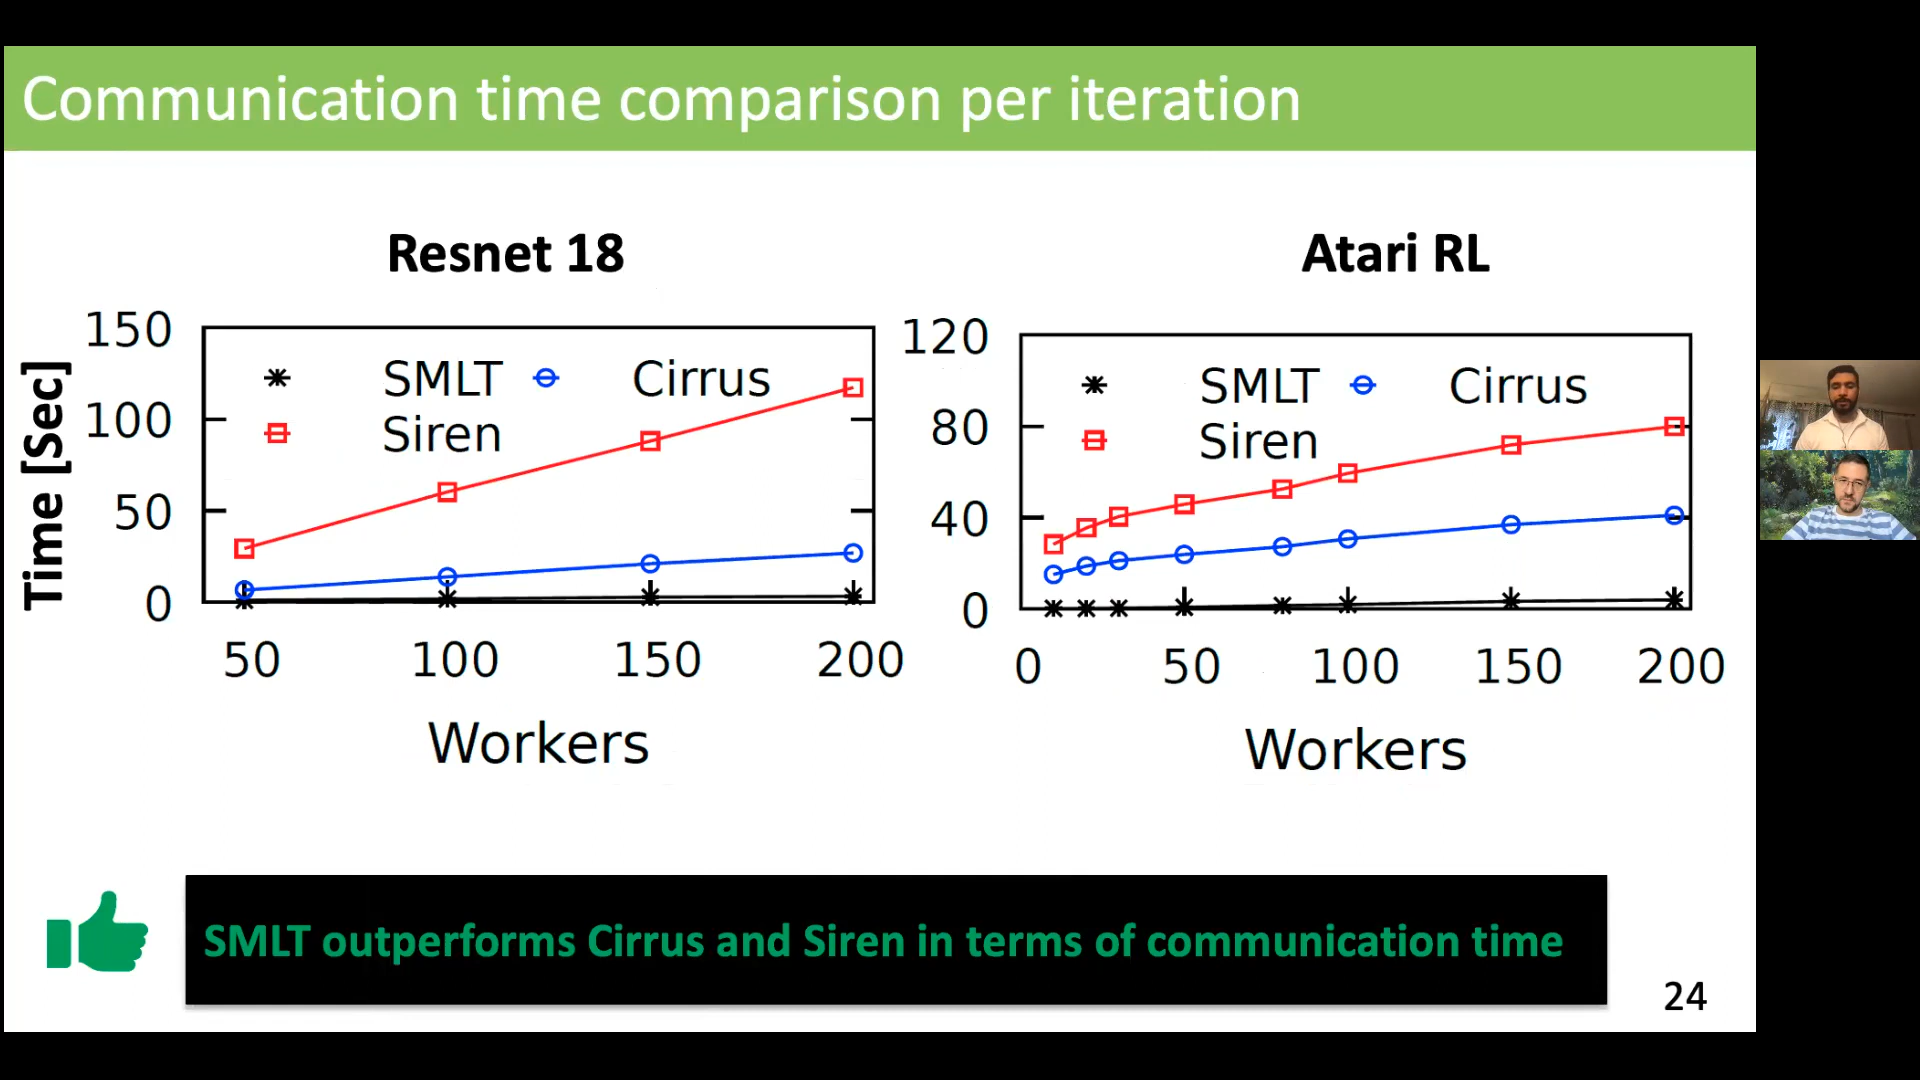 Communication time comparison per iteration
Resnet 18
Time [Sec]
150
100
50
0
SMLT
Cirrus
Siren
50 100 150 200
Workers
Atari RL
120
80
40
0
SMLT
Cirrus
Siren
0 50 100 150 200
Workers
SMLT outperforms Cirrus and Siren in terms of communication time
24